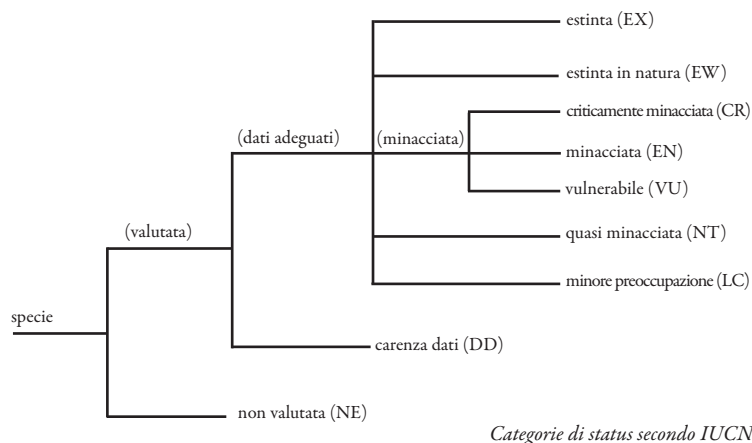 estinta (EX)
estinta in natura (EW)
criticamente minacciata (CR)
(dati adeguati)
(minacciata)
minacciata (EN)
vulnerabile (VU)
(valutata)
quasi minacciata (NT)
minore preoccupazione (LC)
specie
carenza dati (DD)
non valutata (NE)
Categorie di status secondo IUCN